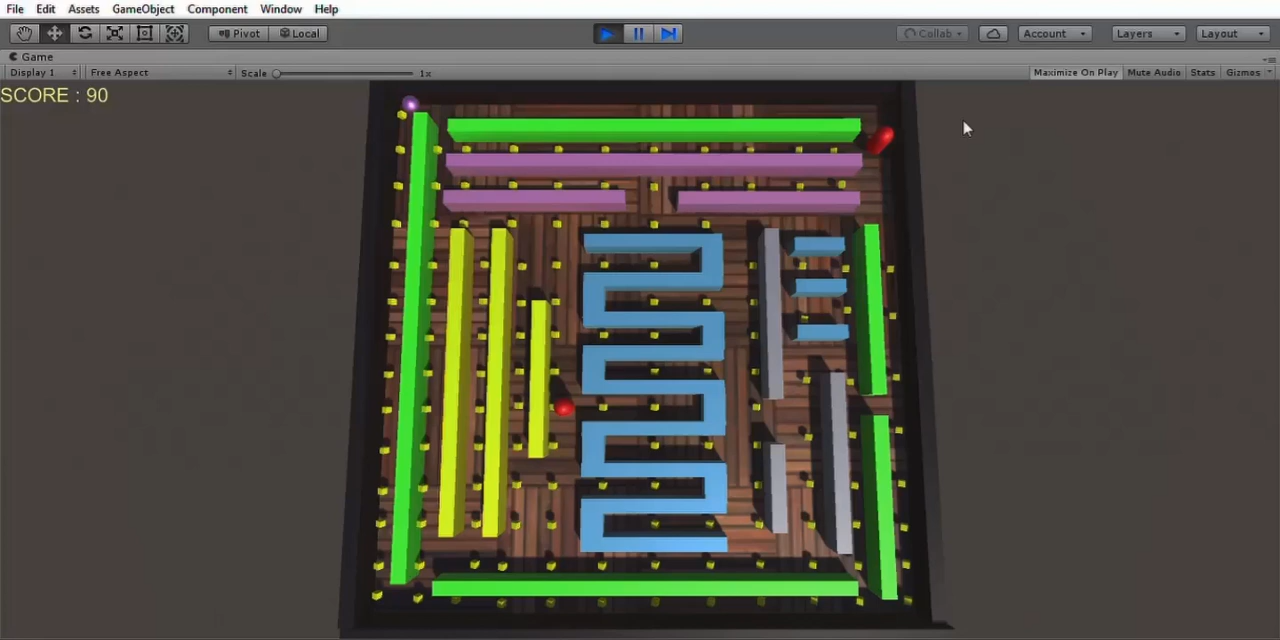 File Edit Assets GameObject Component Window Help
Pivot Local Collab Account Layers Layout
Game
Display 1 Free Aspect Scale 1x Maximize On Play Mute Audio Stats Gizmos
SCORE : 90